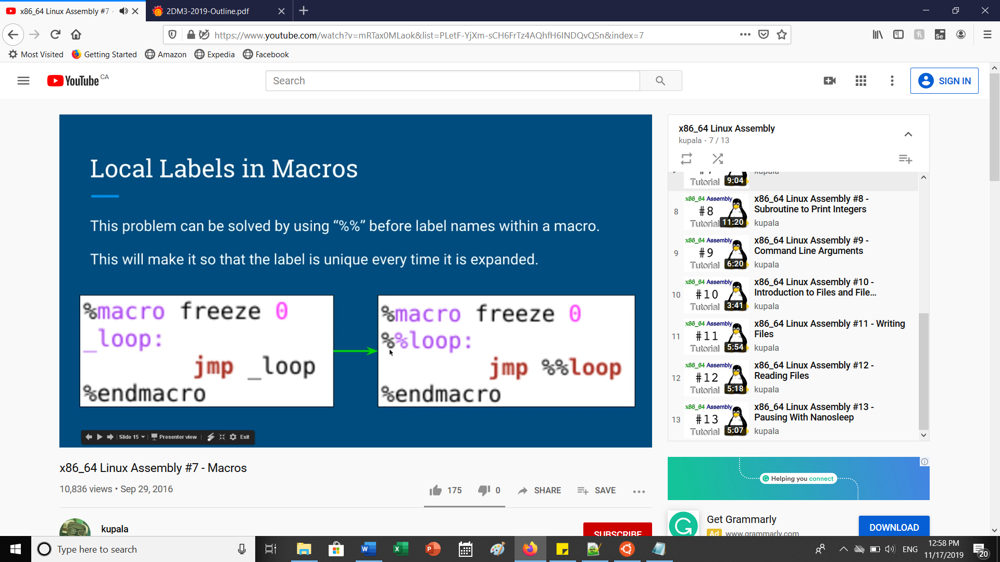 x86_64 Linux Assembly #7 -
2DM3-2019-Outline.pdf
https://www.youtube.com/watch?v=mRTax0MLaok&list=PLetF-YjXm-sCH6FrTz4AQhfH6INDQvQSn&index=7
Most Visited Getting Started Amazon Expedia Facebook
YouTube CA
Search
SIGN IN
Local Labels in Macros
This problem can be solved by using “%%” before label names within a macro.
This will make it so that the label is unique every time it is expanded.
%macro freeze 0
_loop:
jmp _loop
%endmacro
%macro freeze 0
%%loop:
jmp %%loop
%endmacro
Slide 15 Presenter view Exit
x86_64 Linux Assembly #7 - Macros
10,836 views • Sep 29, 2016
175 0 SHARE SAVE
kupala
SUBSCRIBE
x86_64 Linux Assembly
kupala - 7 / 13
Tutorial 9:04
kupala
8
x86_64 Assembly
#8
Tutorial 11:20
x86_64 Linux Assembly #8 -
Subroutine to Print Integers
kupala
9
x86_64 Assembly
#9
Tutorial 6:20
x86_64 Linux Assembly #9 -
Command Line Arguments
kupala
10
x86_64 Assembly
#10
Tutorial 3:41
x86_64 Linux Assembly #10 -
Introduction to Files and File...
kupala
11
x86_64 Assembly
#11
Tutorial 5:54
x86_64 Linux Assembly #11 - Writing
Files
kupala
12
x86_64 Assembly
#12
Tutorial 5:18
x86_64 Linux Assembly #12 -
Reading Files
kupala
13
x86_64 Assembly
#13
Tutorial 5:07
x86_64 Linux Assembly #13 -
Pausing With Nanosleep
kupala
Helping you connect
Get Grammarly
Ad www.grammarly.com
DOWNLOAD
Type here to search
ENG
12:58 PM
11/17/2019
20